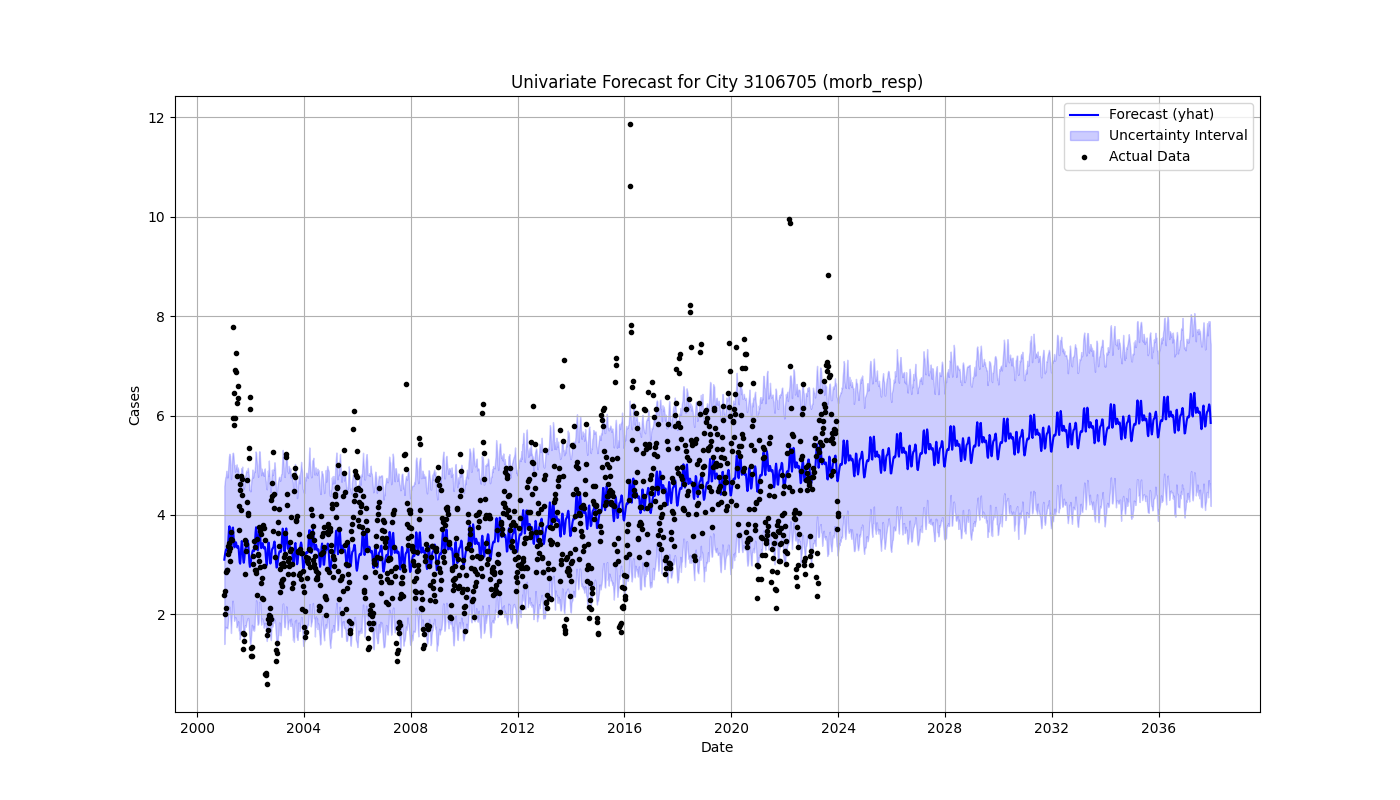 Univariate Forecast for City 3106705 (morb_resp)
Forecast (yhat)
Uncertainty Interval
Actual Data
Cases
12
10
8
6
4
2
2000 2004 2008 2012 2016 2020 2024 2028 2032 2036
Date